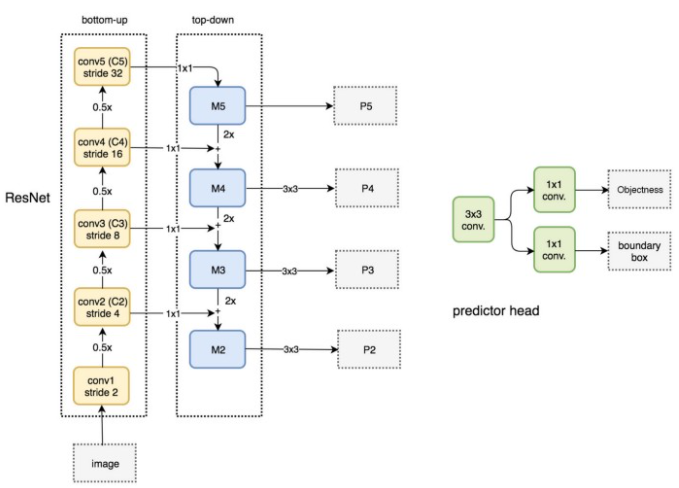 bottom-up
top-down
conv5 (C5)
stride 32
1x1
0.5x
M5
P5
2x
+
conv4 (C4)
stride 16
1x1
0.5x
M4
3x3
P4
2x
+
ResNet
conv3 (C3)
stride 8
1x1
0.5x
M3
3x3
P3
2x
+
conv2 (C2)
stride 4
1x1
0.5x
M2
3x3
P2
conv1
stride 2
image
3x3
conv.
1x1
conv.
Objectness
1x1
conv.
boundary
box
predictor head